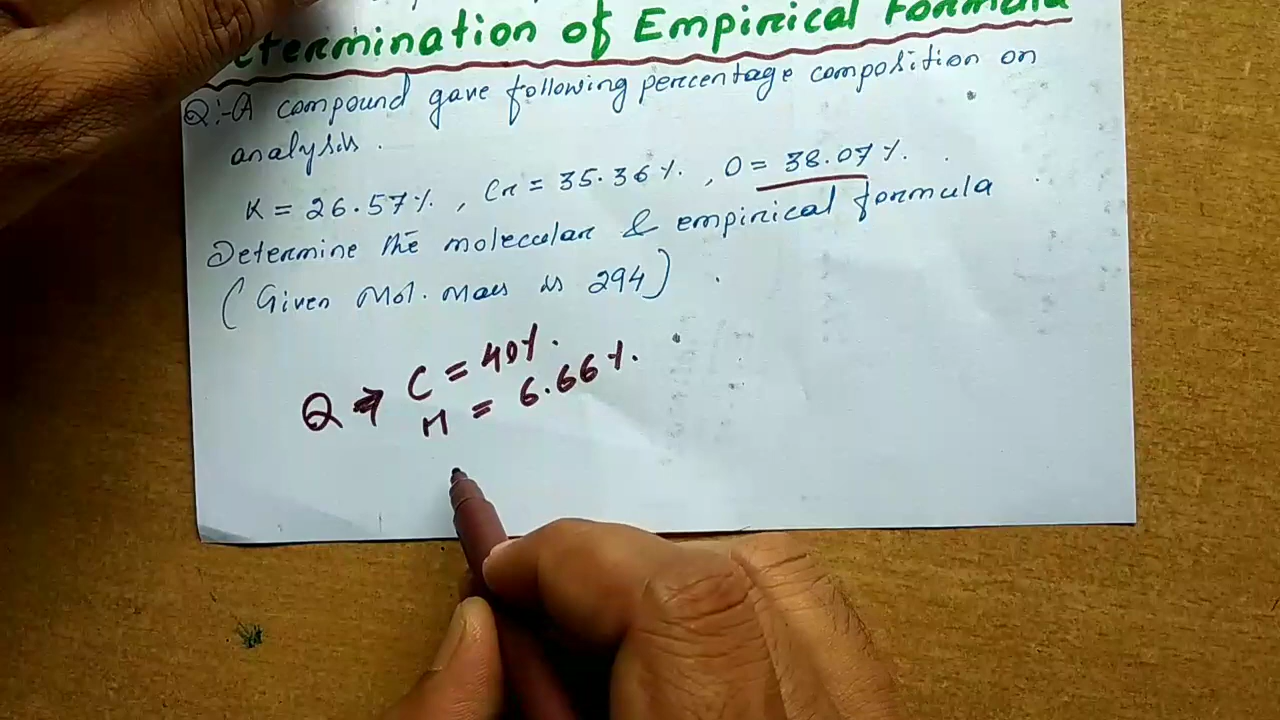 Determination of Empirical Formula
Q:- A compound gave following percentage composition on
analysis.
K = 26.57%, Cr = 35.36%, O = 38.07%.
Determine the molecular & empirical formula
(Given Mol. Mass is 294)
Q → C = 40%.
H = 6.66%.